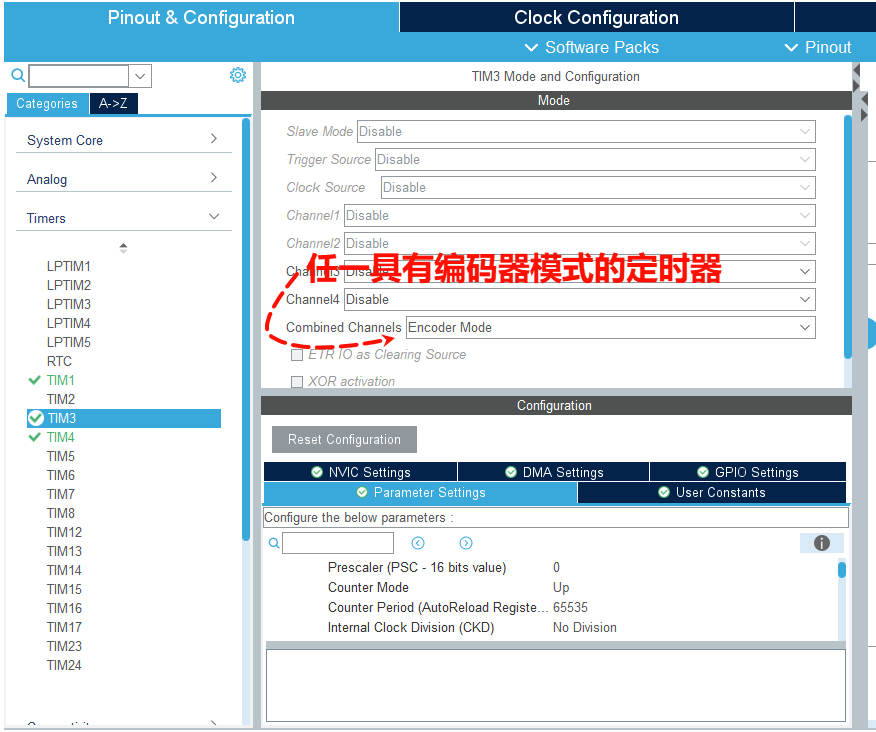 Pinout & Configuration
Clock Configuration
Software Packs
Pinout
Categories
A->Z
System Core
Analog
Timers
LPTIM1
LPTIM2
LPTIM3
LPTIM4
LPTIM5
RTC
TIM1
TIM2
TIM3
TIM4
TIM5
TIM6
TIM7
TIM8
TIM12
TIM13
TIM14
TIM15
TIM16
TIM17
TIM23
TIM24
TIM3 Mode and Configuration
Mode
Slave Mode Disable
Trigger Source Disable
Clock Source Disable
Channel1 Disable
Channel2 Disable
任一具有编码器模式的定时器
Channel3 Disable
Channel4 Disable
Combined Channels Encoder Mode
ETR IO as Clearing Source
XOR activation
Configuration
Reset Configuration
NVIC Settings
DMA Settings
GPIO Settings
Parameter Settings
User Constants
Configure the below parameters :
Prescaler (PSC - 16 bits value) 0
Counter Mode Up
Counter Period (AutoReload Registe... 65535
Internal Clock Division (CKD) No Division